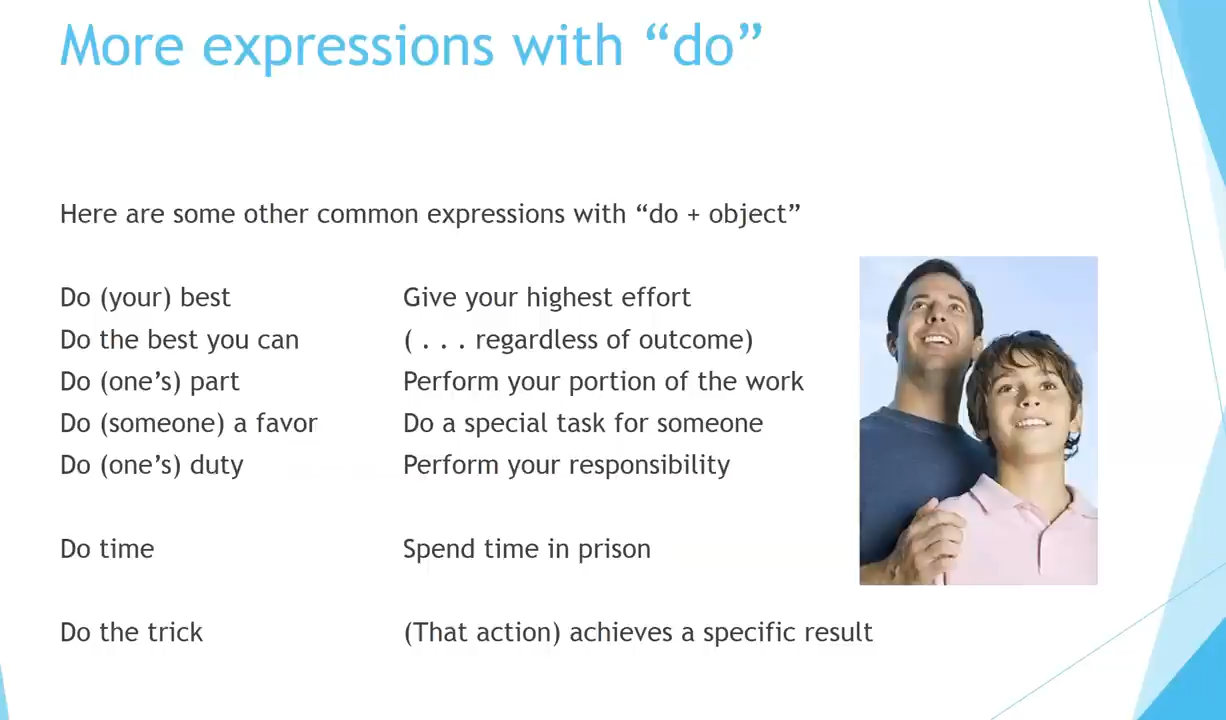 More expressions with “do”
Here are some other common expressions with “do + object”
Do (your) best Give your highest effort
Do the best you can ( . . . regardless of outcome)
Do (one’s) part Perform your portion of the work
Do (someone) a favor Do a special task for someone
Do (one’s) duty Perform your responsibility
Do time Spend time in prison
Do the trick (That action) achieves a specific result